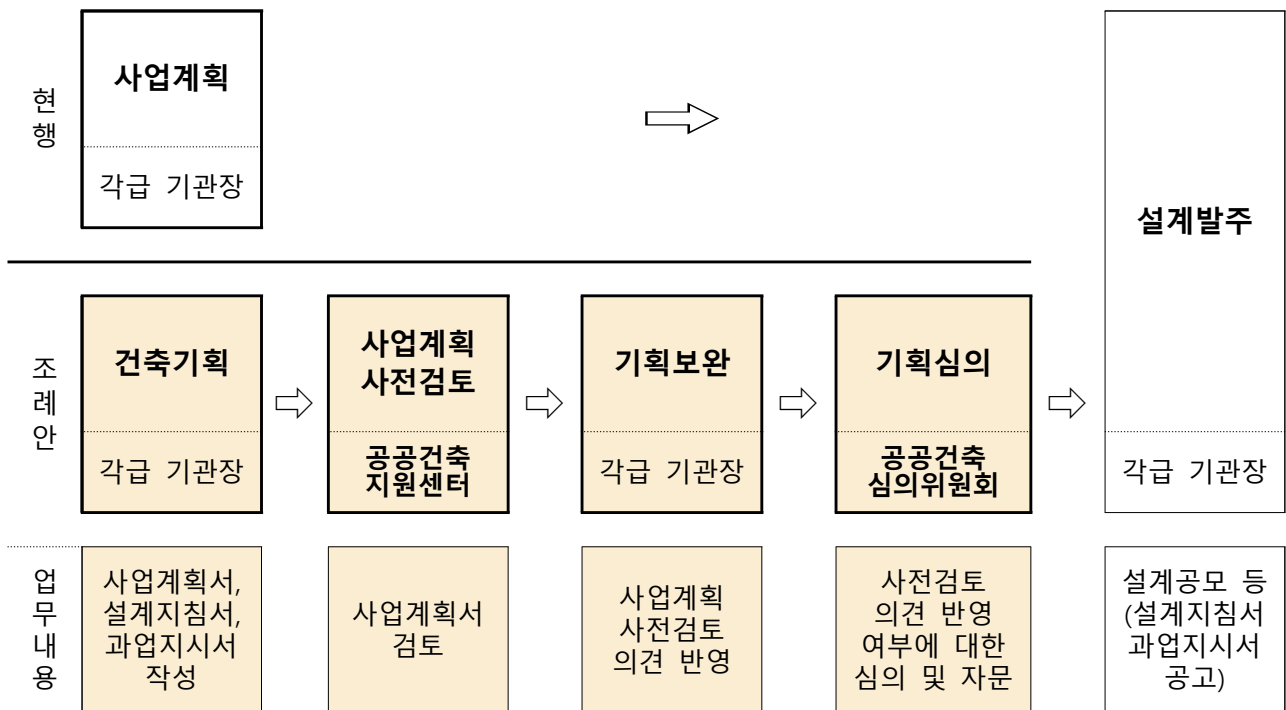 현
행
사업계획
각급 기관장
설계발주
각급 기관장
조
례
안
건축기획
각급 기관장
사업계획
사전검토
공공건축
지원센터
기획보완
각급 기관장
기획심의
공공건축
심의위원회
업
무
내
용
사업계획서,
설계지침서,
과업지시서
작성
사업계획서
검토
사업계획
사전검토
의견 반영
사전검토
의견 반영
여부에 대한
심의 및 자문
설계공모 등
(설계지침서
과업지시서
공고)